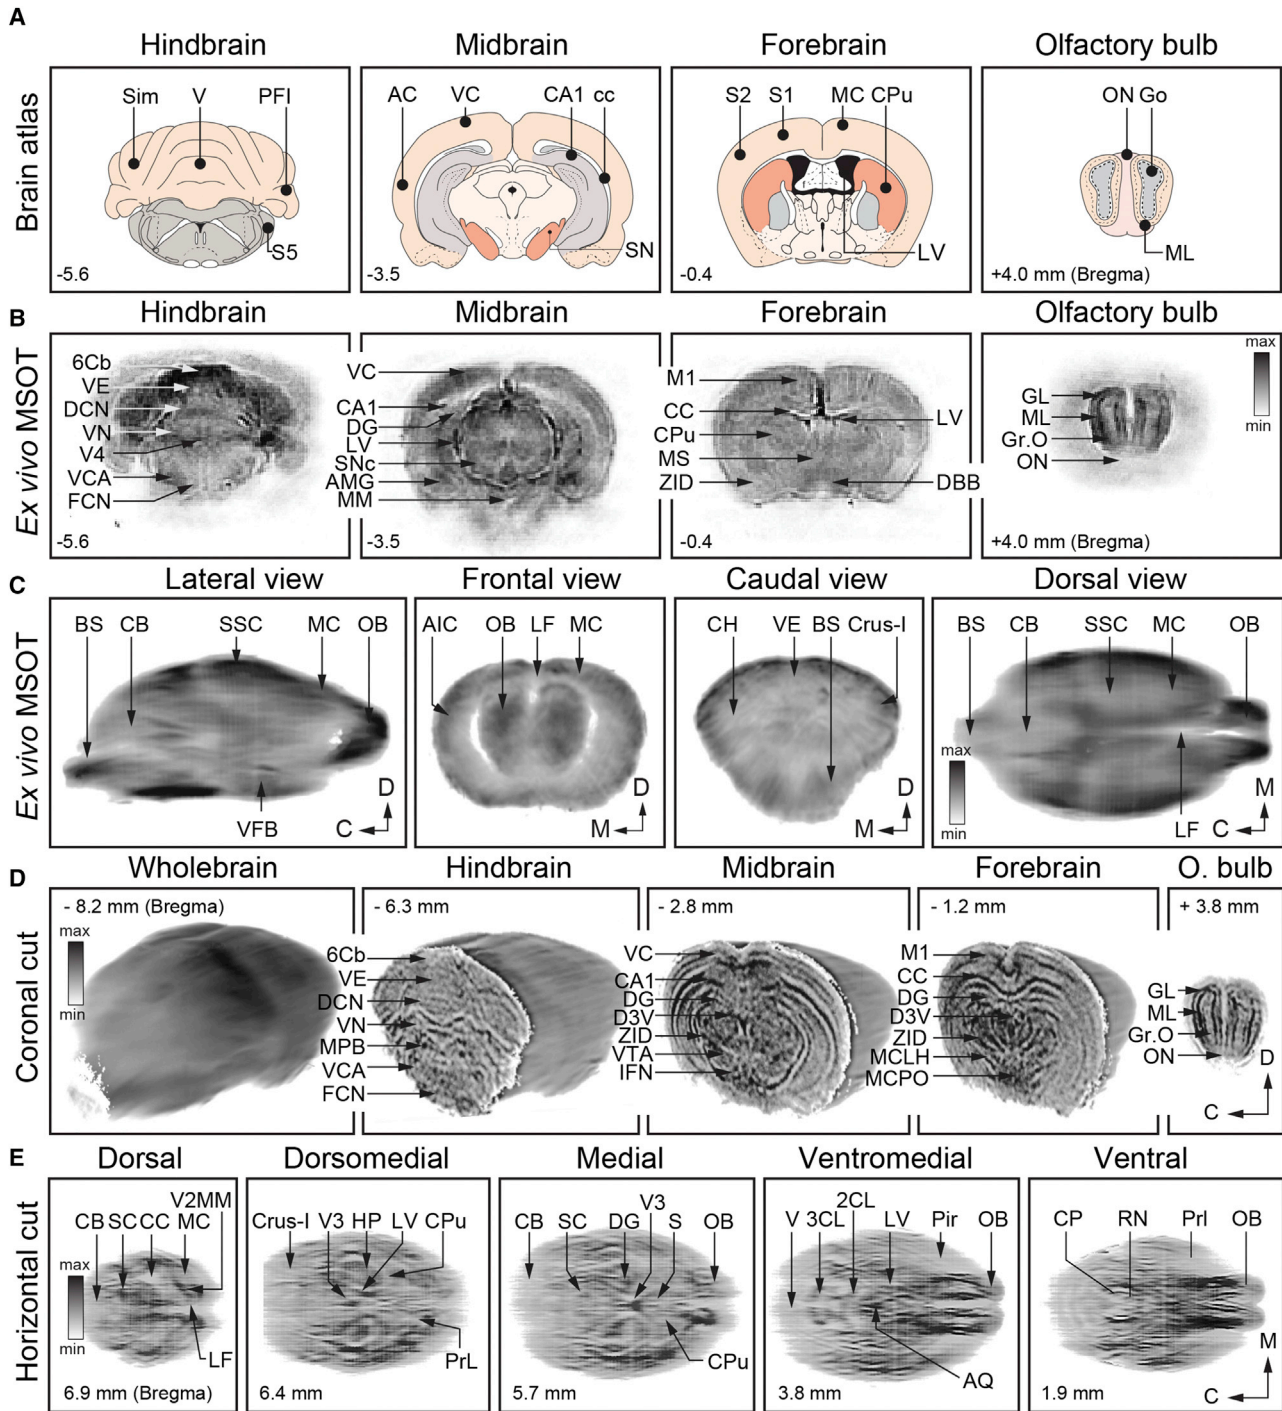 A
Hindbrain Midbrain Forebrain Olfactory bulb
Brain atlas
Sim V PFl
S5
-5.6
AC VC CA1 cc
SN
-3.5
S2 S1 MC CPu
LV
-0.4
ON Go
ML
+4.0 mm (Bregma)
B
Hindbrain Midbrain Forebrain Olfactory bulb
Ex vivo MSOT
6Cb
VE
DCN
VN
V4
VCA
FCN
-5.6
VC
CA1
DG
LV
SNc
AMG
MM
-3.5
M1
CC
CPu
MS
ZID
LV
DBB
-0.4
max
min
GL
ML
Gr.O
ON
+4.0 mm (Bregma)
C
Lateral view Frontal view Caudal view Dorsal view
Ex vivo MSOT
BS CB SSC MC OB
VFB
D
C
AIC OB LF MC
D
M
CH VE BS Crus-I
D
M
BS CB SSC MC OB
max
min
LF
M
C
D
Wholebrain Hindbrain Midbrain Forebrain O. bulb
Coronal cut
- 8.2 mm (Bregma)
max
min
- 6.3 mm
6Cb
VE
DCN
VN
MPB
VCA
FCN
- 2.8 mm
VC
CA1
DG
D3V
ZID
VTA
IFN
- 1.2 mm
M1
CC
DG
D3V
ZID
MCLH
MCPO
+ 3.8 mm
GL
ML
Gr.O
ON
D
C
E
Dorsal Dorsomedial Medial Ventromedial Ventral
Horizontal cut
V2MM
CB SC CC MC
max
min
LF
6.9 mm (Bregma)
Crus-I V3 HP LV CPu
PrL
6.4 mm
V3
CB SC DG S OB
CPu
5.7 mm
2CL
V 3CL LV Pir OB
AQ
3.8 mm
CP RN Prl OB
M
C
1.9 mm